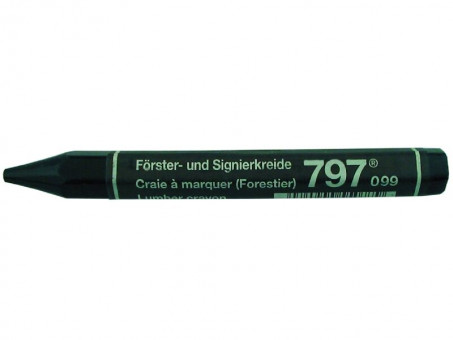 Förster- und Signierkreide
Craie à marquer (Forestier)
Lumber crayon
797® 099